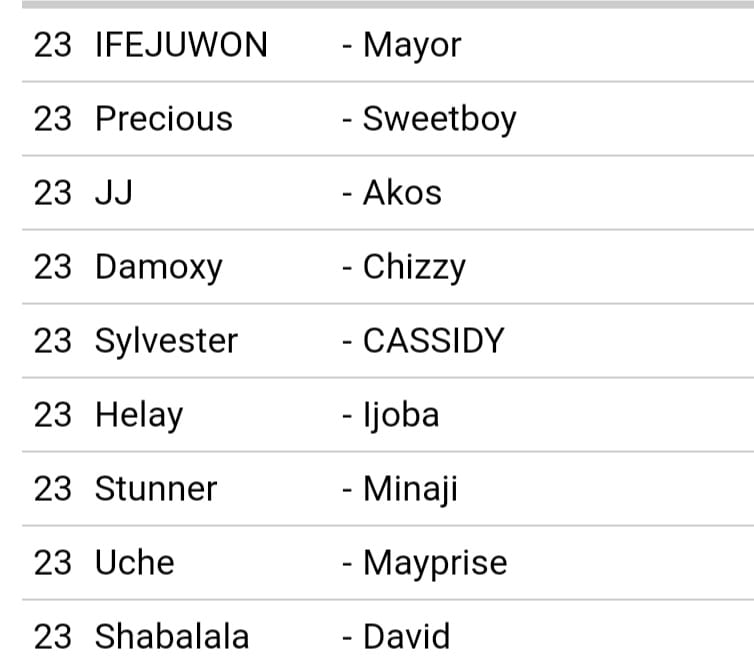 23 IFEJUWON - Mayor
23 Precious - Sweetboy
23 JJ - Akos
23 Damoxy - Chizzy
23 Sylvester - CASSIDY
23 Helay - Ijoba
23 Stunner - Minaji
23 Uche - Mayprise
23 Shabalala - David